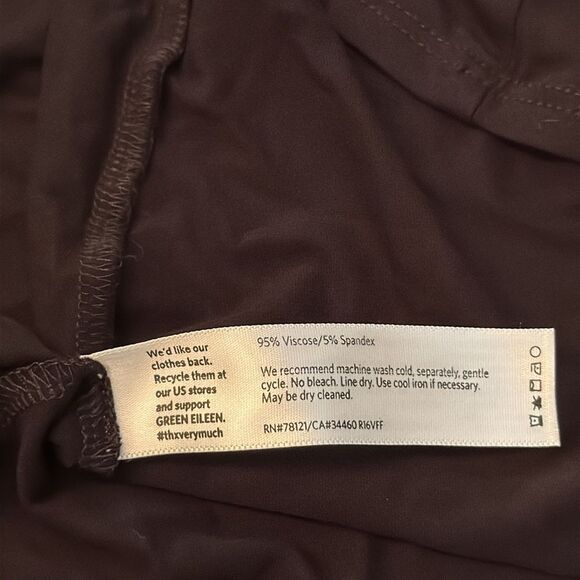 We'd like our
clothes back.
Recycle them at
our US stores
and support
GREEN EILEEN.
#thxverymuch
95% Viscose/5% Spandex
We recommend machine wash cold, separately, gentle
cycle. No bleach. Line dry. Use cool iron if necessary.
May be dry cleaned.
RN#78121/CA#34460 R16VFF